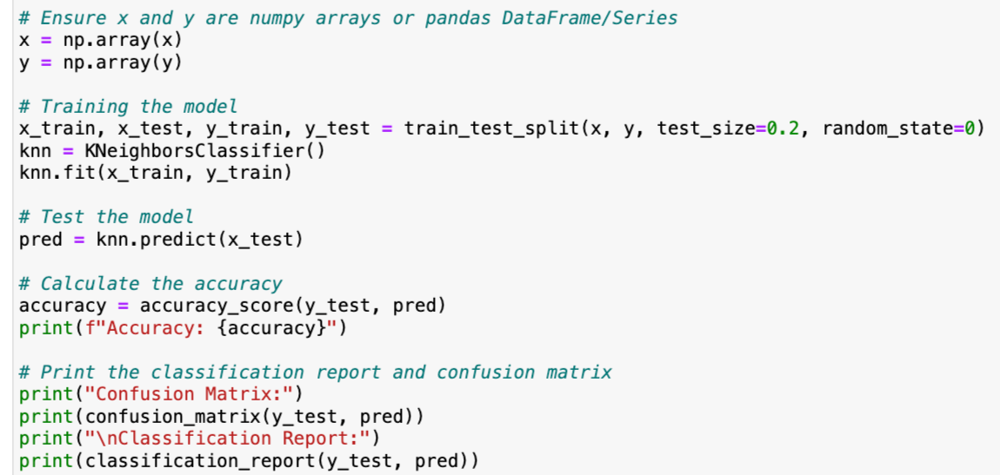 # Ensure x and y are numpy arrays or pandas DataFrame/Series
x = np.array(x)
y = np.array(y)
# Training the model
x_train, x_test, y_train, y_test = train_test_split(x, y, test_size=0.2, random_state=0)
knn = KNeighborsClassifier()
knn.fit(x_train, y_train)
# Test the model
pred = knn.predict(x_test)
# Calculate the accuracy
accuracy = accuracy_score(y_test, pred)
print(f"Accuracy: {accuracy}")
# Print the classification report and confusion matrix
print("Confusion Matrix:")
print(confusion_matrix(y_test, pred))
print("\nClassification Report:")
print(classification_report(y_test, pred))